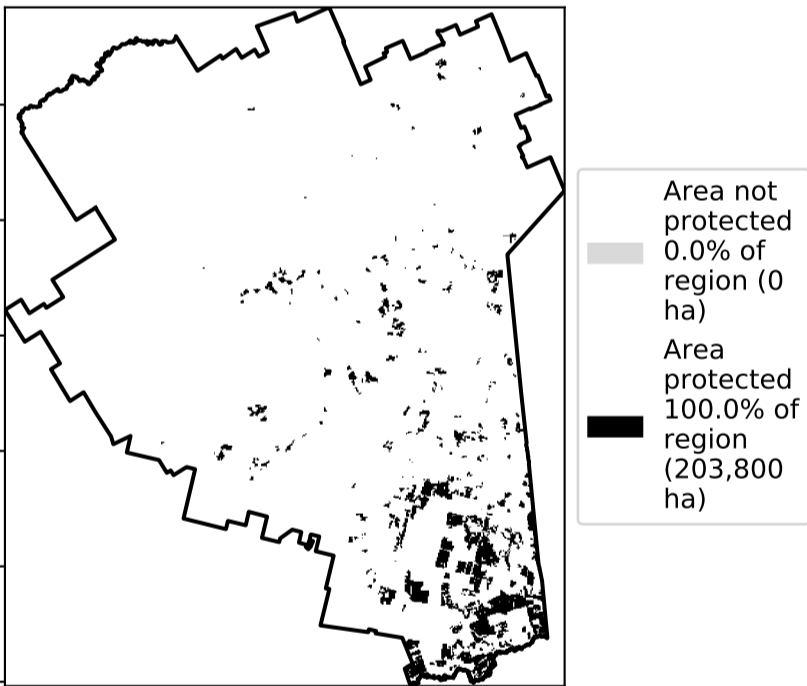 Area not
protected
0.0% of
region (0
ha)
Area
protected
100.0% of
region
(203,800
ha)